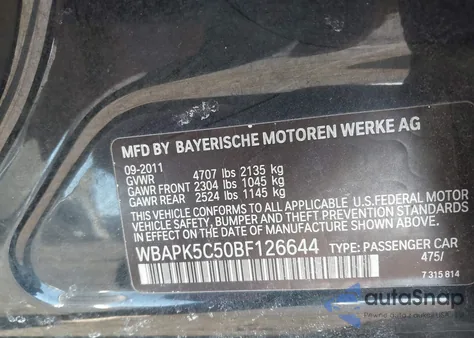 MFD BY BAYERISCHE MOTOREN WERKE AG
09-2011
GVWR 4707 lbs 2135 kg
GAWR FRONT 2304 lbs 1045 kg
GAWR REAR 2524 lbs 1145 kg
THIS VEHICLE CONFORMS TO ALL APPLICABLE U.S.FEDERAL MOTOR
VEHICLE SAFETY, BUMPER AND THEFT PREVENTION STANDARDS
IN EFFECT ON THE DATE OF MANUFACTURE SHOWN ABOVE.
WBAPK5C50BF126644 TYPE: PASSENGER CAR
475/
7 315 814
autoSnap